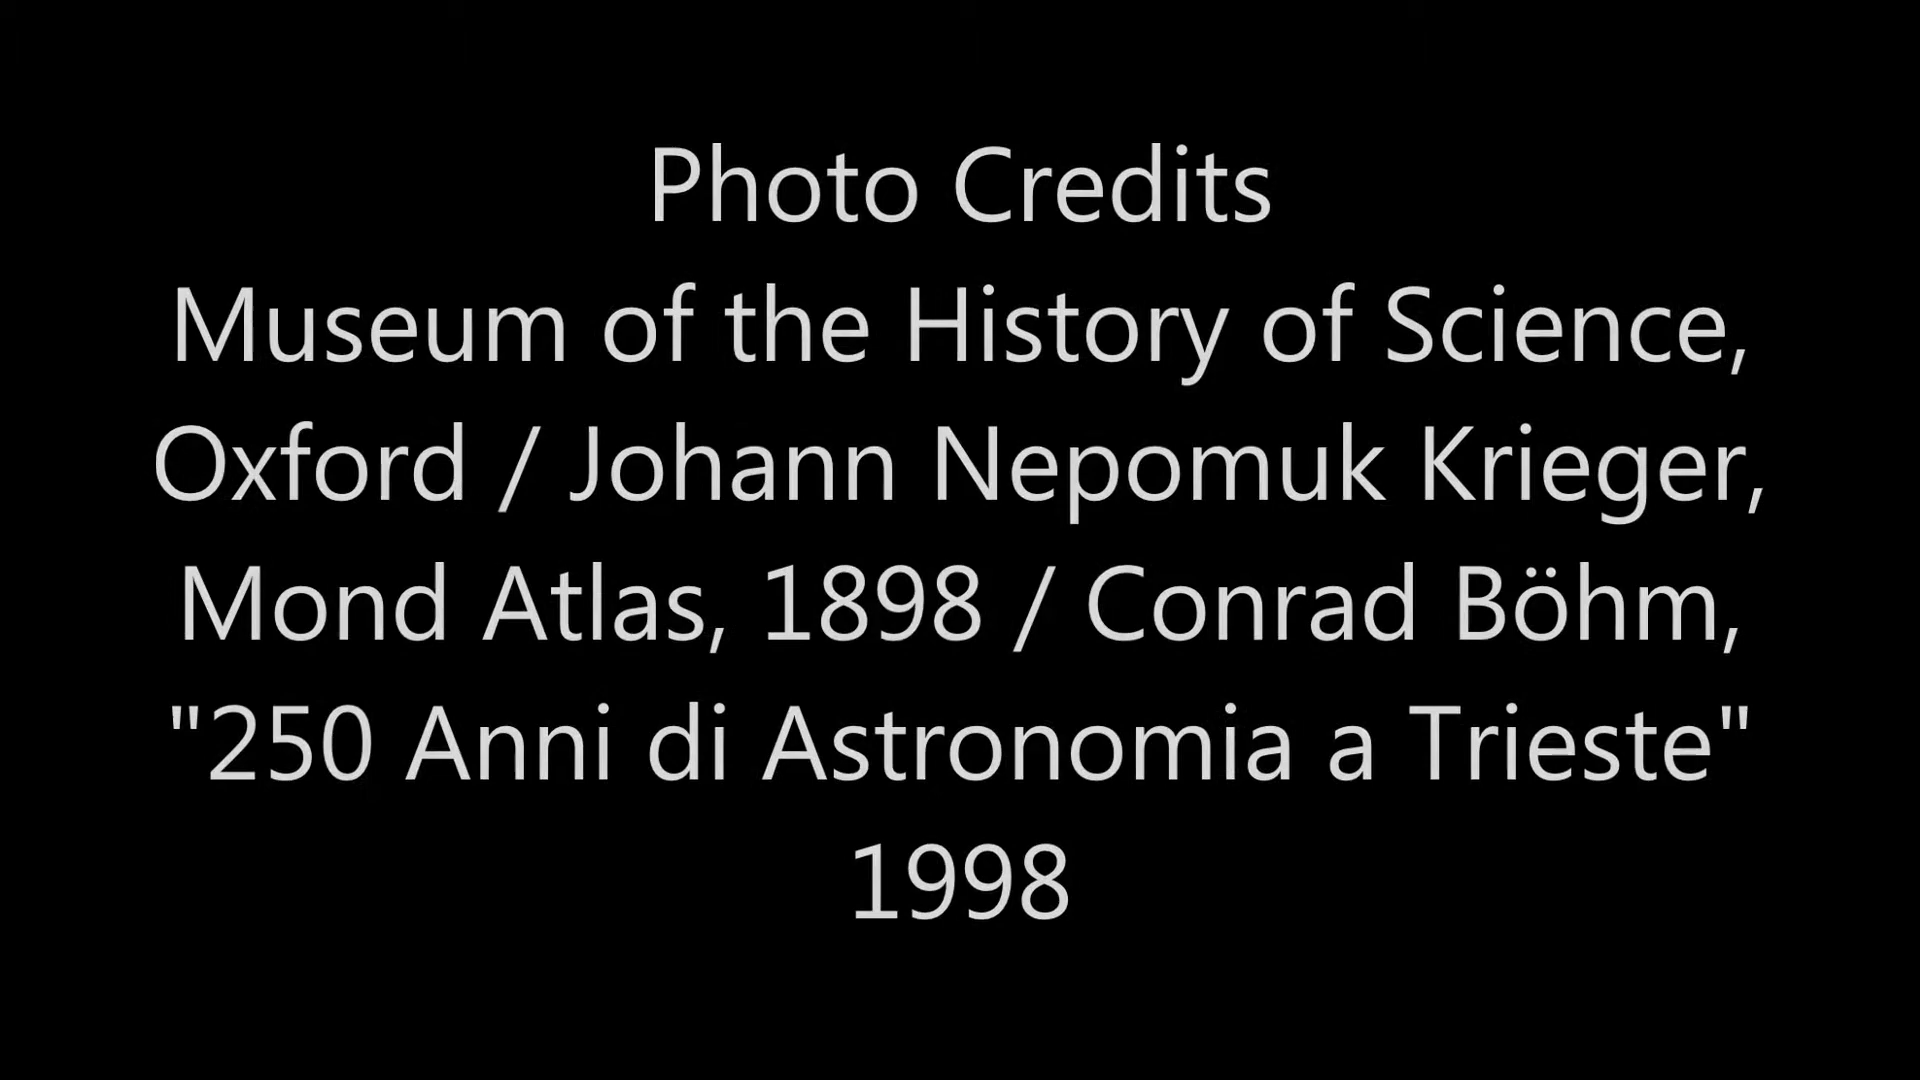 Photo Credits
Museum of the History of Science,
Oxford / Johann Nepomuk Krieger,
Mond Atlas, 1898 / Conrad Böhm,
"250 Anni di Astronomia a Trieste"
1998